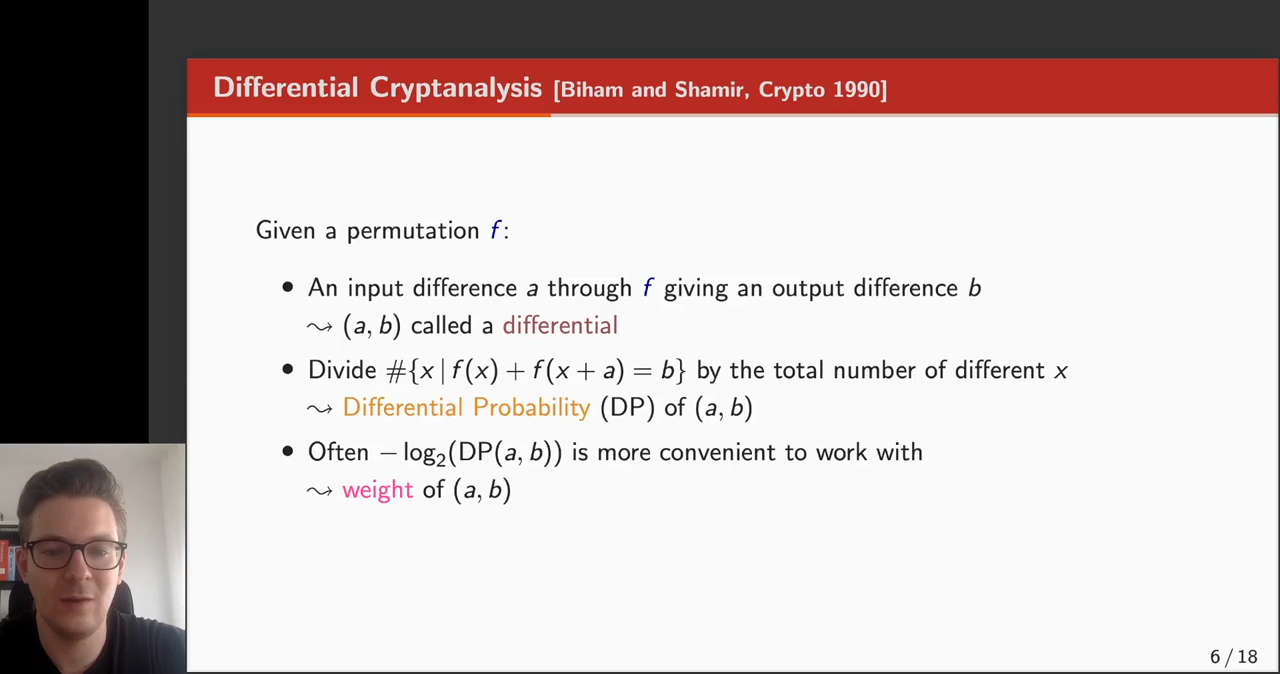 Differential Cryptanalysis [Biham and Shamir, Crypto 1990]
Given a permutation f:
• An input difference a through f giving an output difference b
⇝ (a, b) called a differential
• Divide #{x | f(x) + f(x + a) = b} by the total number of different x
⇝ Differential Probability (DP) of (a, b)
• Often − log₂(DP(a, b)) is more convenient to work with
⇝ weight of (a, b)
6 / 18